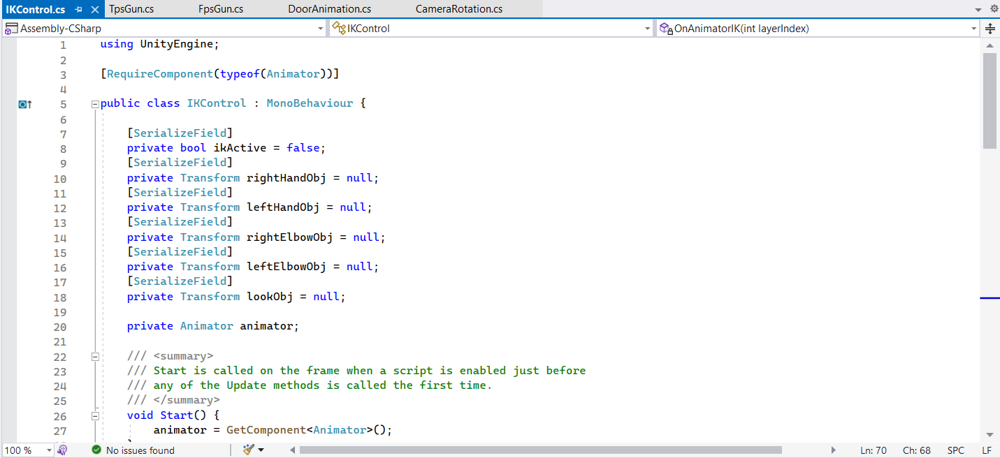 IKControl.cs TpsGun.cs FpsGun.cs DoorAnimation.cs CameraRotation.cs
Assembly-CSharp IKControl OnAnimatorIK(int layerIndex)
1 using UnityEngine;
2
3 [RequireComponent(typeof(Animator))]
4
5 public class IKControl : MonoBehaviour {
6
7 [SerializeField]
8 private bool ikActive = false;
9 [SerializeField]
10 private Transform rightHandObj = null;
11 [SerializeField]
12 private Transform leftHandObj = null;
13 [SerializeField]
14 private Transform rightElbowObj = null;
15 [SerializeField]
16 private Transform leftElbowObj = null;
17 [SerializeField]
18 private Transform lookObj = null;
19
20 private Animator animator;
21
22 /// <summary>
23 /// Start is called on the frame when a script is enabled just before
24 /// any of the Update methods is called the first time.
25 /// </summary>
26 void Start() {
27 animator = GetComponent<Animator>();
100 % No issues found Ln: 70 Ch: 68 SPC LF